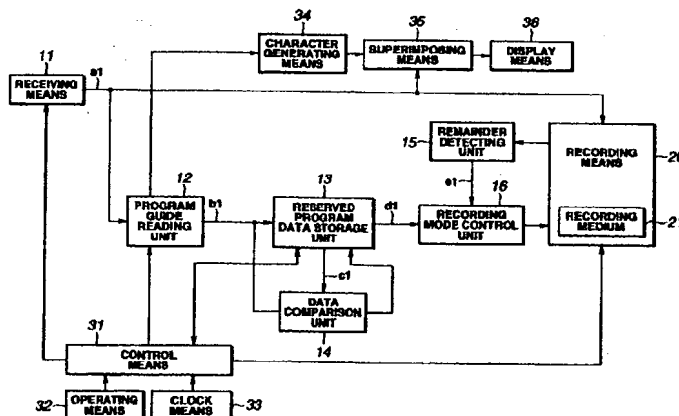 34
CHARACTER
GENERATING
MEANS
35
SUPERIMPOSING
MEANS
36
DISPLAY
MEANS
11
RECEIVING
MEANS
a1
15
REMAINDER
DETECTING
UNIT
e1
20
RECORDING
MEANS
21
RECORDING
MEDIUM
12
PROGRAM
GUIDE
READING
UNIT
b1
13
RESERVED
PROGRAM
DATA STORAGE
UNIT
d1
16
RECORDING
MODE CONTROL
UNIT
c1
DATA
COMPARISON
UNIT
14
31
CONTROL
MEANS
32
OPERATING
MEANS
CLOCK
MEANS
33